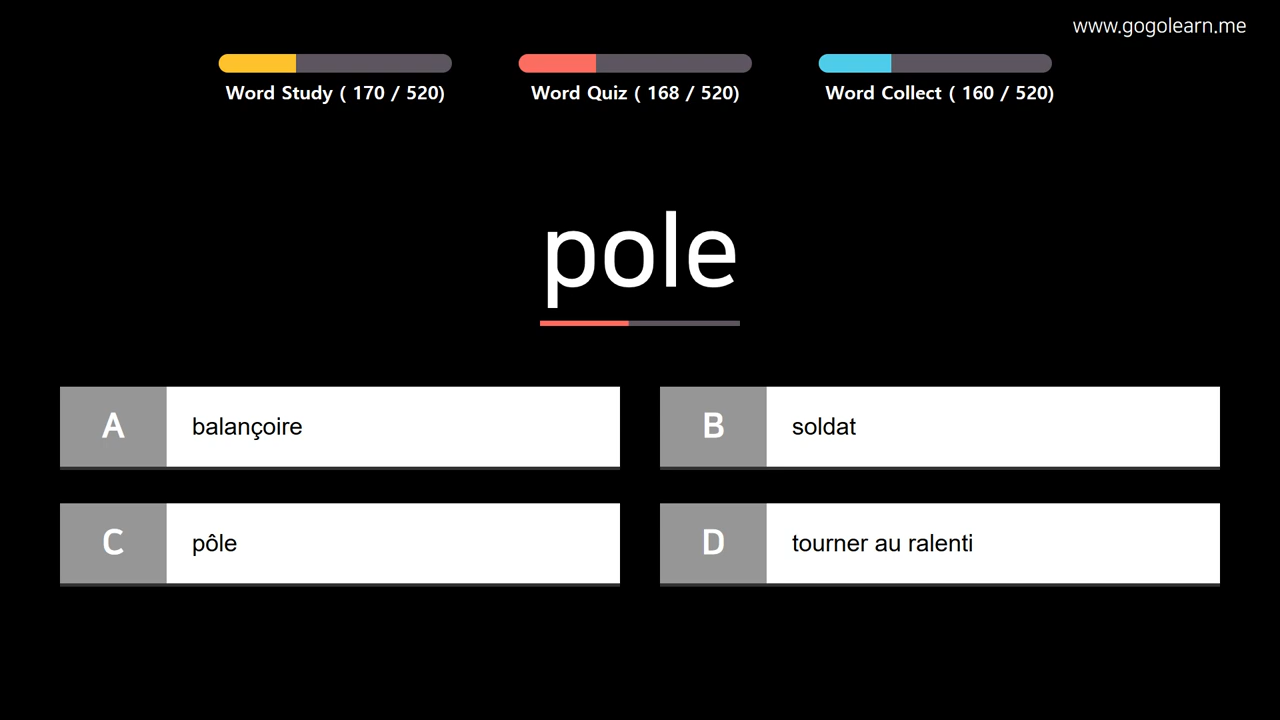 www.gogolearn.me
Word Study ( 170 / 520)
Word Quiz ( 168 / 520)
Word Collect ( 160 / 520)
pole
A balançoire
B soldat
C pôle
D tourner au ralenti